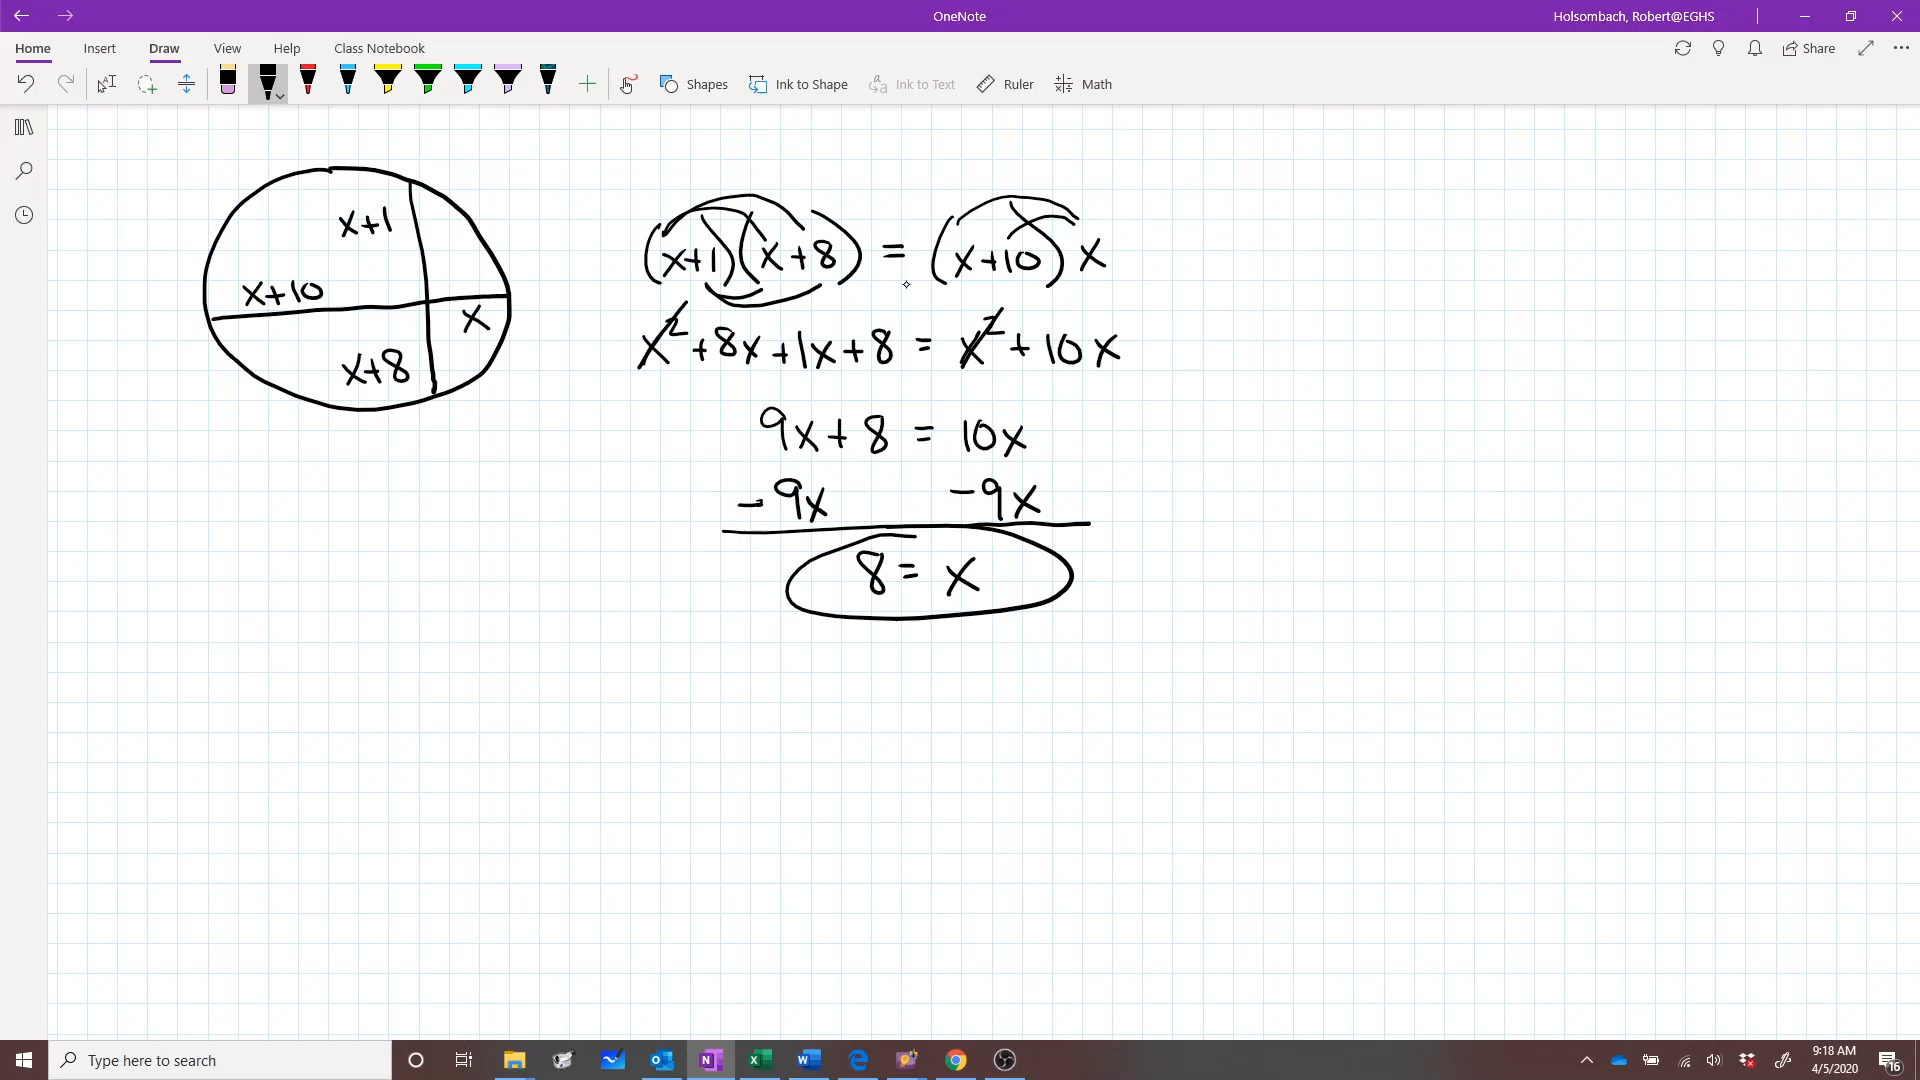 OneNote
Holsombach, Robert@EGHS
Home Insert Draw View Help Class Notebook
Share
Shapes Ink to Shape Ink to Text Ruler Math
x+1
x+10
x
x+8
(x+1)(x+8) = (x+10)x
x²+8x+1x+8 = x²+10x
9x+8 = 10x
-9x -9x
8 = x
Type here to search
9:18 AM
4/5/2020
16